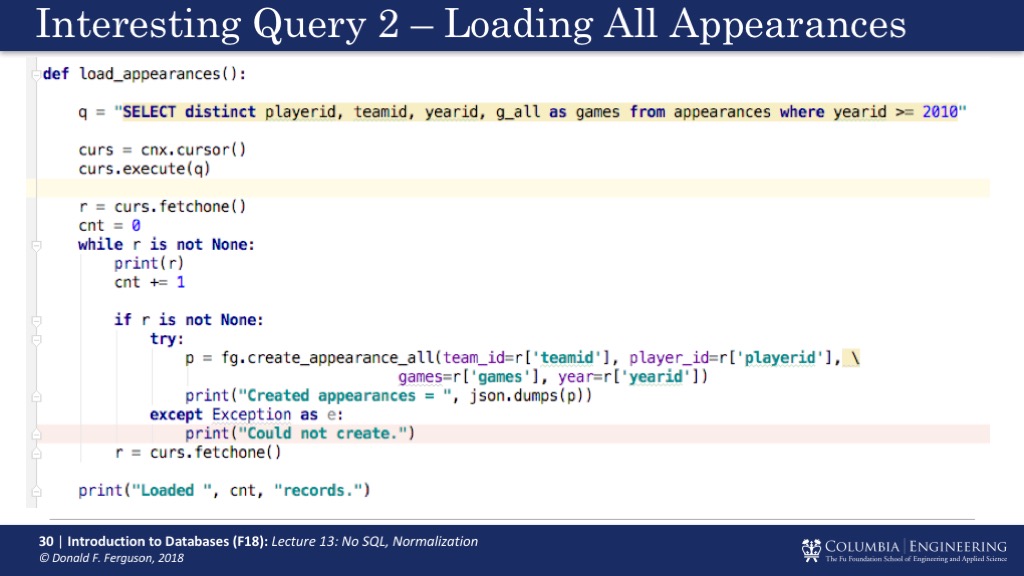 Interesting Query 2 – Loading All Appearances
def load_appearances():
q = "SELECT distinct playerid, teamid, yearid, g_all as games from appearances where yearid >= 2010"
curs = cnx.cursor()
curs.execute(q)
r = curs.fetchone()
cnt = 0
while r is not None:
print(r)
cnt += 1
if r is not None:
try:
p = fg.create_appearance_all(team_id=r['teamid'], player_id=r['playerid'], \
games=r['games'], year=r['yearid'])
print("Created appearances = ", json.dumps(p))
except Exception as e:
print("Could not create.")
r = curs.fetchone()
print("Loaded ", cnt, "records.")
30 | Introduction to Databases (F18): Lecture 13: No SQL, Normalization
© Donald F. Ferguson, 2018
COLUMBIA | ENGINEERING
The Fu Foundation School of Engineering and Applied Science